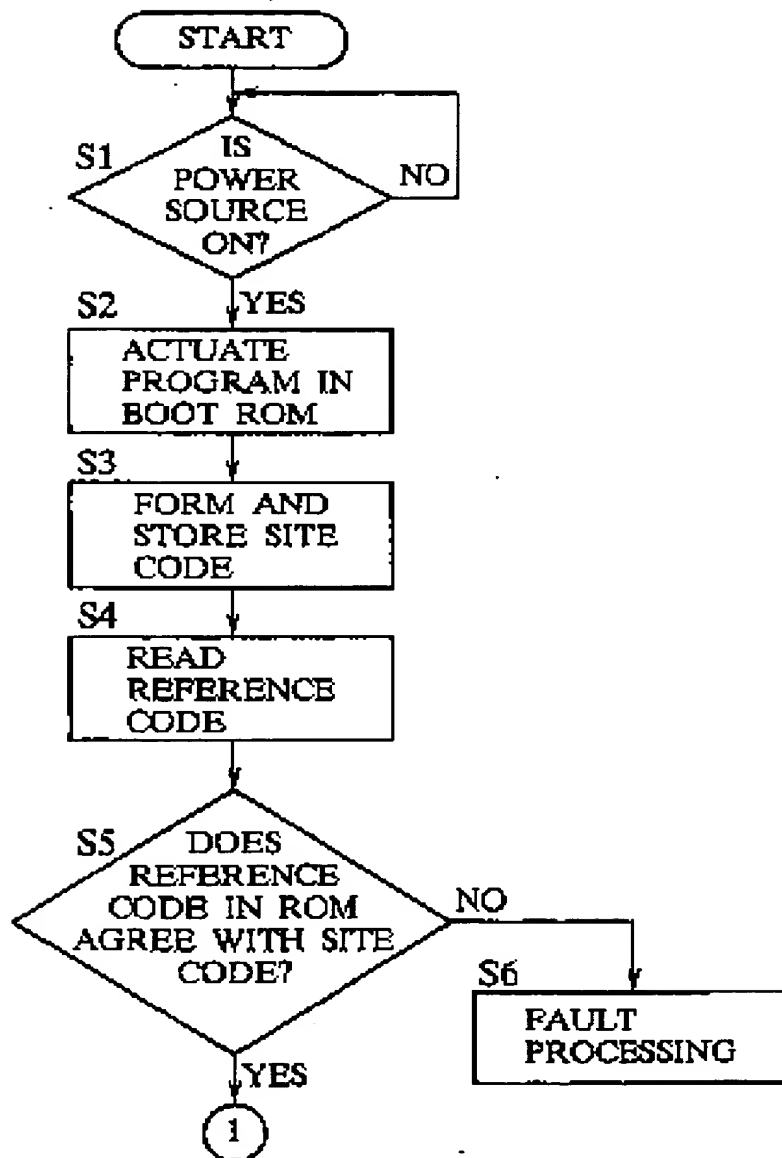 START
S1
IS
POWER
SOURCE
ON?
NO
YES
S2
ACTUATE
PROGRAM IN
BOOT ROM
S3
FORM AND
STORE SITE
CODE
S4
READ
REFERENCE
CODE
S5
DOES
REFERENCE
CODE IN ROM
AGREE WITH SITE
CODE?
NO
S6
FAULT
PROCESSING
YES
1